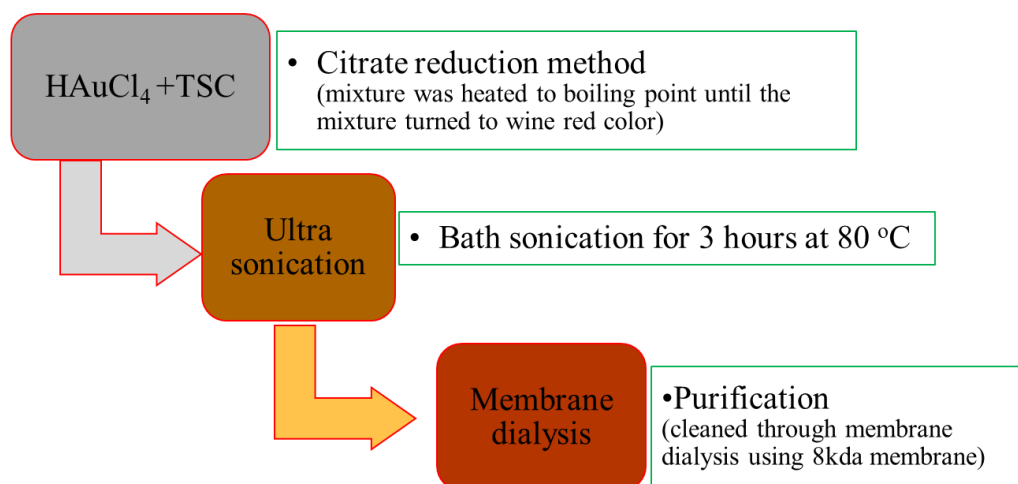 HAuCl₄ +TSC
• Citrate reduction method
(mixture was heated to boiling point until the
mixture turned to wine red color)
Ultra
sonication
• Bath sonication for 3 hours at 80 ᵒC
Membrane
dialysis
•Purification
(cleaned through membrane
dialysis using 8kda membrane)